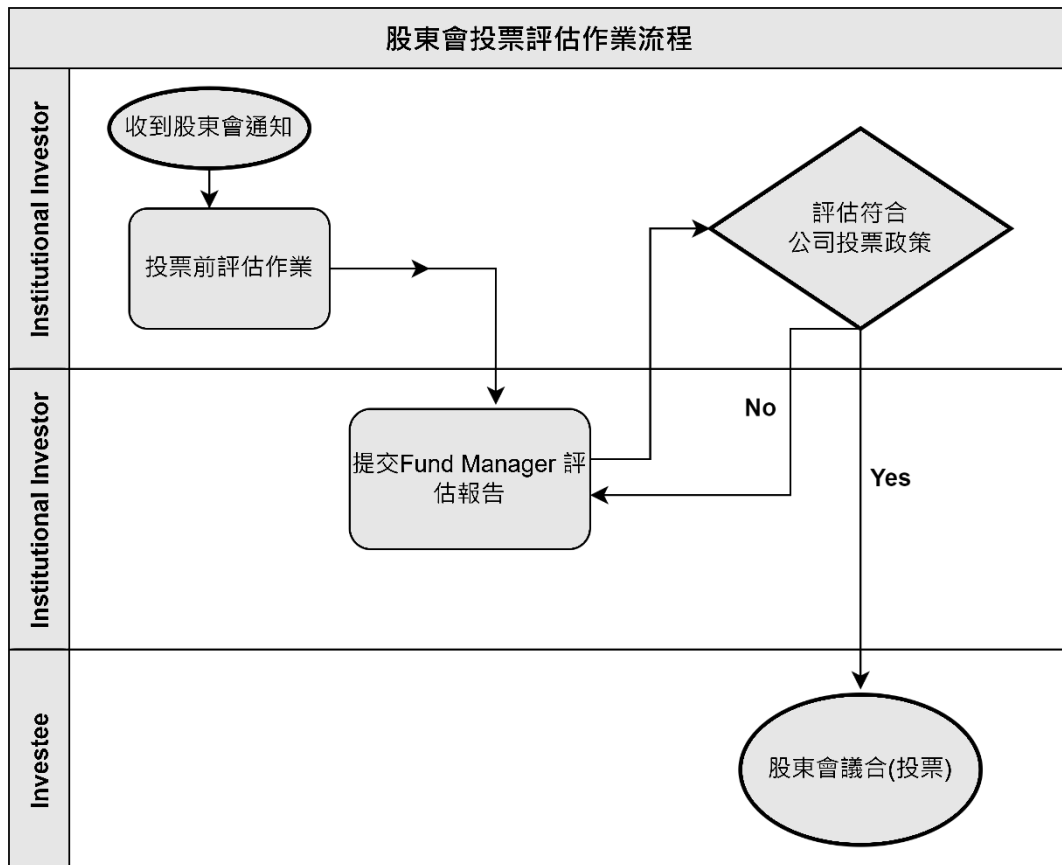 股東會投票評估作業流程
Institutional Investor
收到股東會通知
投票前評估作業
評估符合
公司投票政策
Institutional Investor
提交Fund Manager 評
估報告
No
Yes
Investee
股東會議合(投票)